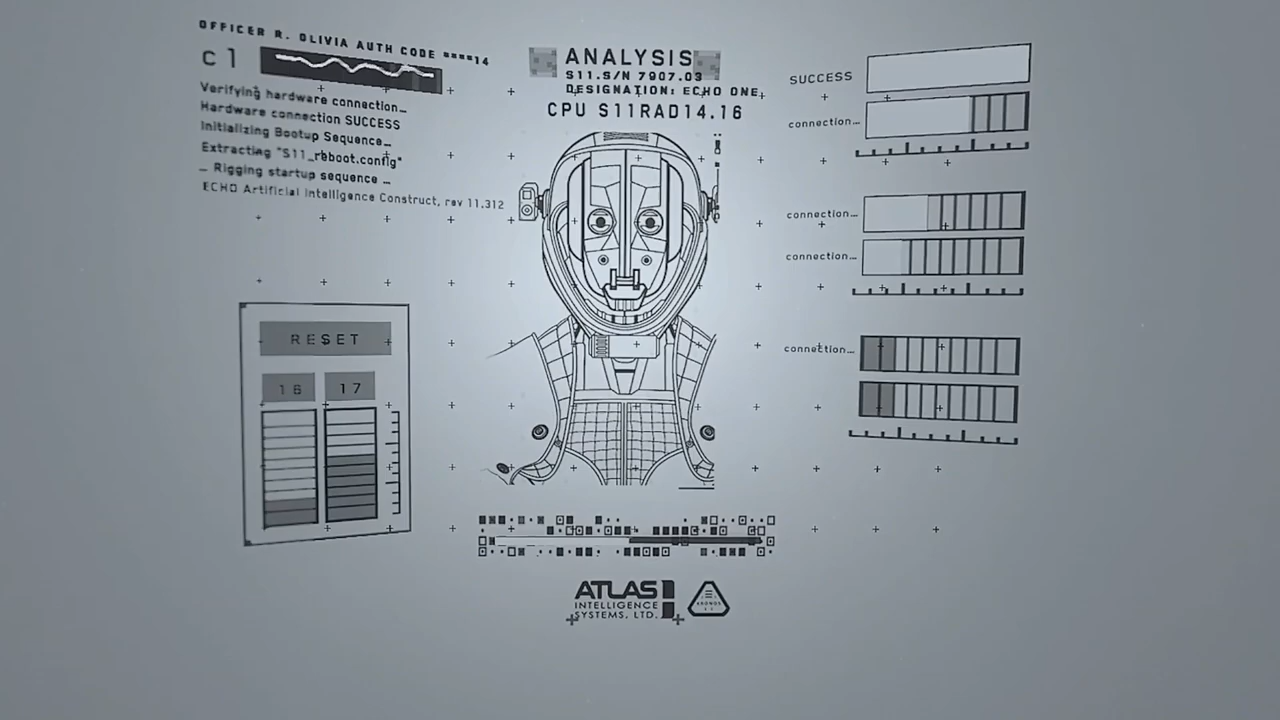 OFFICER R. OLIVIA AUTH CODE ====14
c1
Verifying hardware connection…
Hardware connection SUCCESS
Initializing Bootup Sequence…
Extracting "S11_reboot.config"
… Rigging startup sequence …
ECHO Artificial Intelligence Construct, rev 11.312
ANALYSIS
S11.S/N 7907.03
DESIGNATION: ECHO ONE
CPU S11RAD14.16
SUCCESS
connection…
connection…
connection…
connection…
RESET
16 17
ATLAS
INTELLIGENCE
SYSTEMS, LTD.
KRONOS